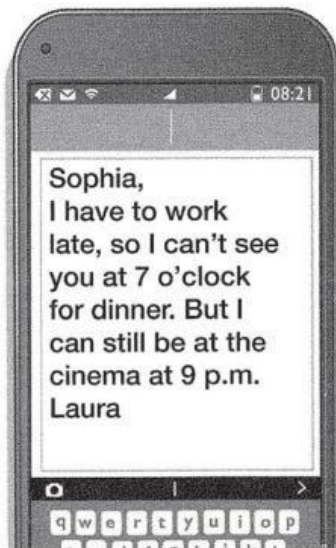 08:21
Sophia,
I have to work
late, so I can't see
you at 7 o'clock
for dinner. But I
can still be at the
cinema at 9 p.m.
Laura
q w e r t y u i o p